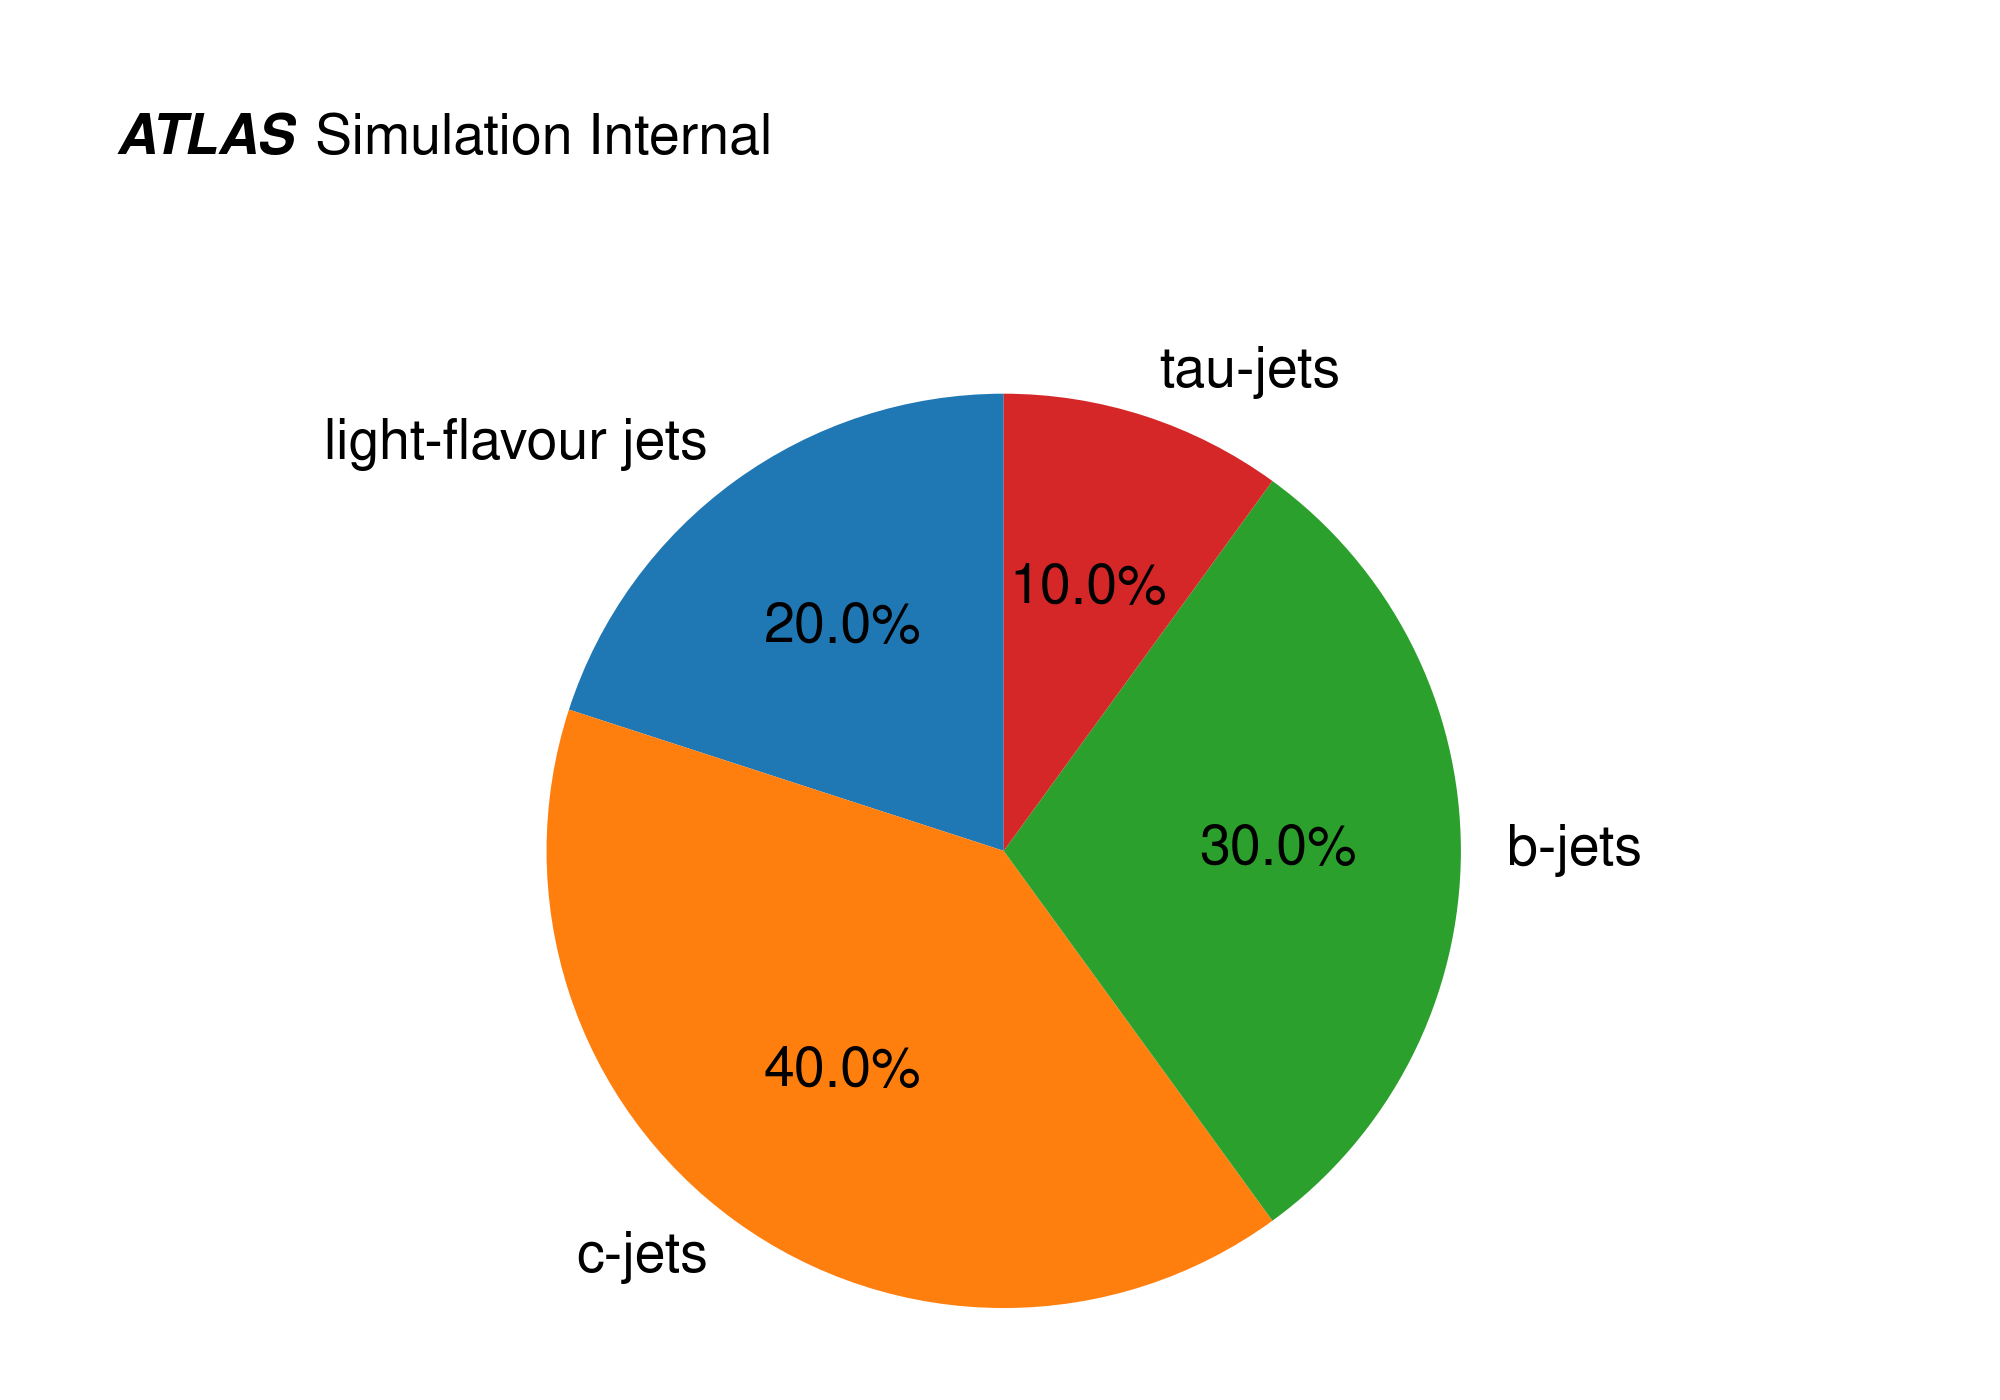 ATLAS Simulation Internal
tau-jets
light-flavour jets
10.0%
20.0%
30.0%
b-jets
40.0%
c-jets